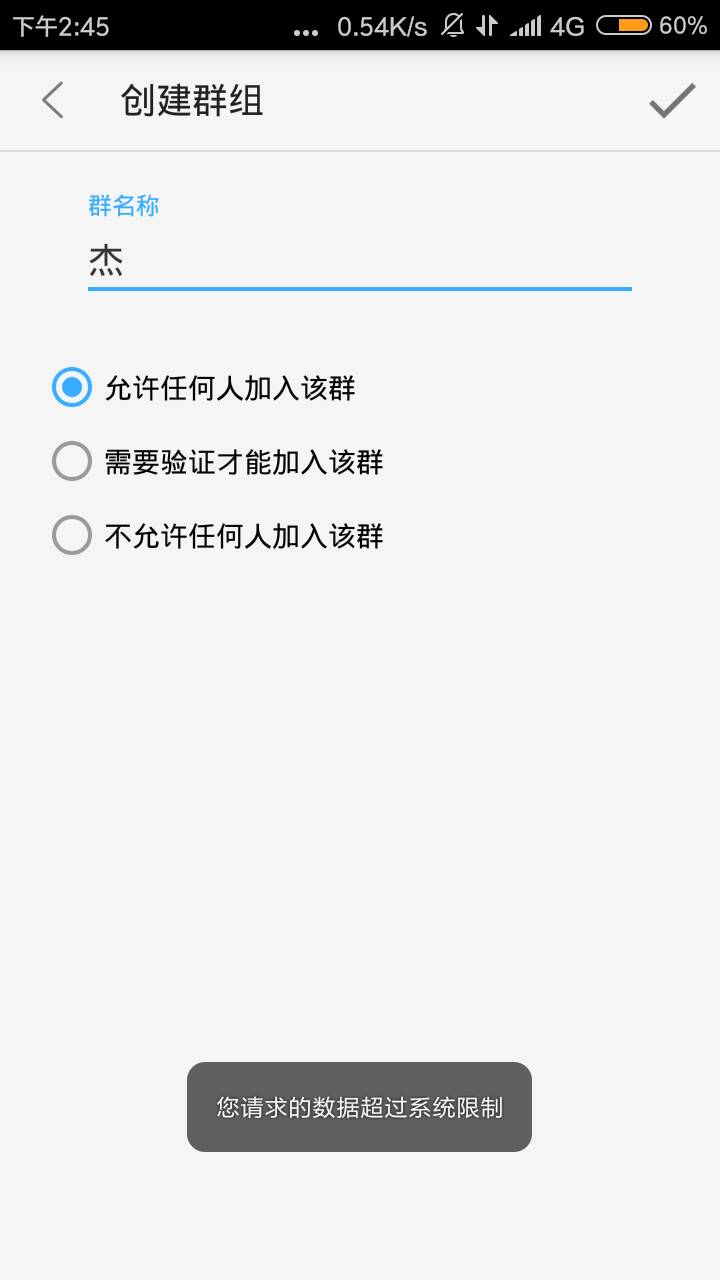 下午2:45 ... 0.54K/s 4G 60%
创建群组
群名称
杰
允许任何人加入该群
需要验证才能加入该群
不允许任何人加入该群
您请求的数据超过系统限制